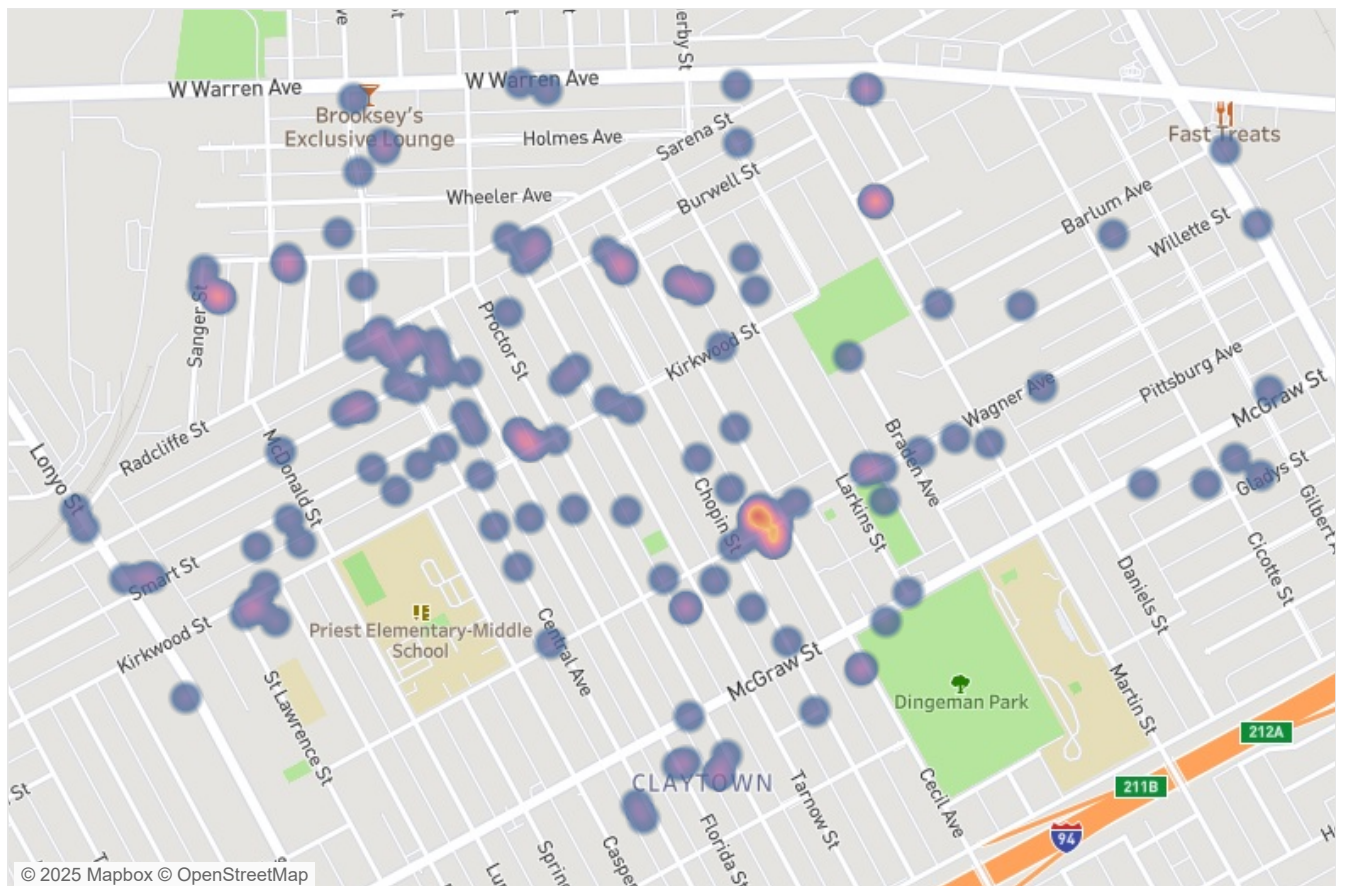 W Warren Ave
W Warren Ave
Brooksey's
Exclusive Lounge
Holmes Ave
Sarena St
Fast Treats
Wheeler Ave
Burwell St
Barlum Ave
Willette St
Sanger St
Proctor St
Kirkwood St
Pittsburg Ave
Wagner Ave
McGraw St
Radcliffe St
McDonald St
Braden Ave
Lonyo St
Chopin St
Larkins St
Gladys St
Gilbert A
Smart St
Cicotte St
Daniels St
Kirkwood St
Priest Elementary-Middle
School
Central Ave
McGraw St
St Lawrence St
Dingeman Park
Martin St
212A
CLAYTOWN
211B
St
Tarnow St
Cecil Ave
94
Florida St
Casper
Spring
© 2025 Mapbox © OpenStreetMap